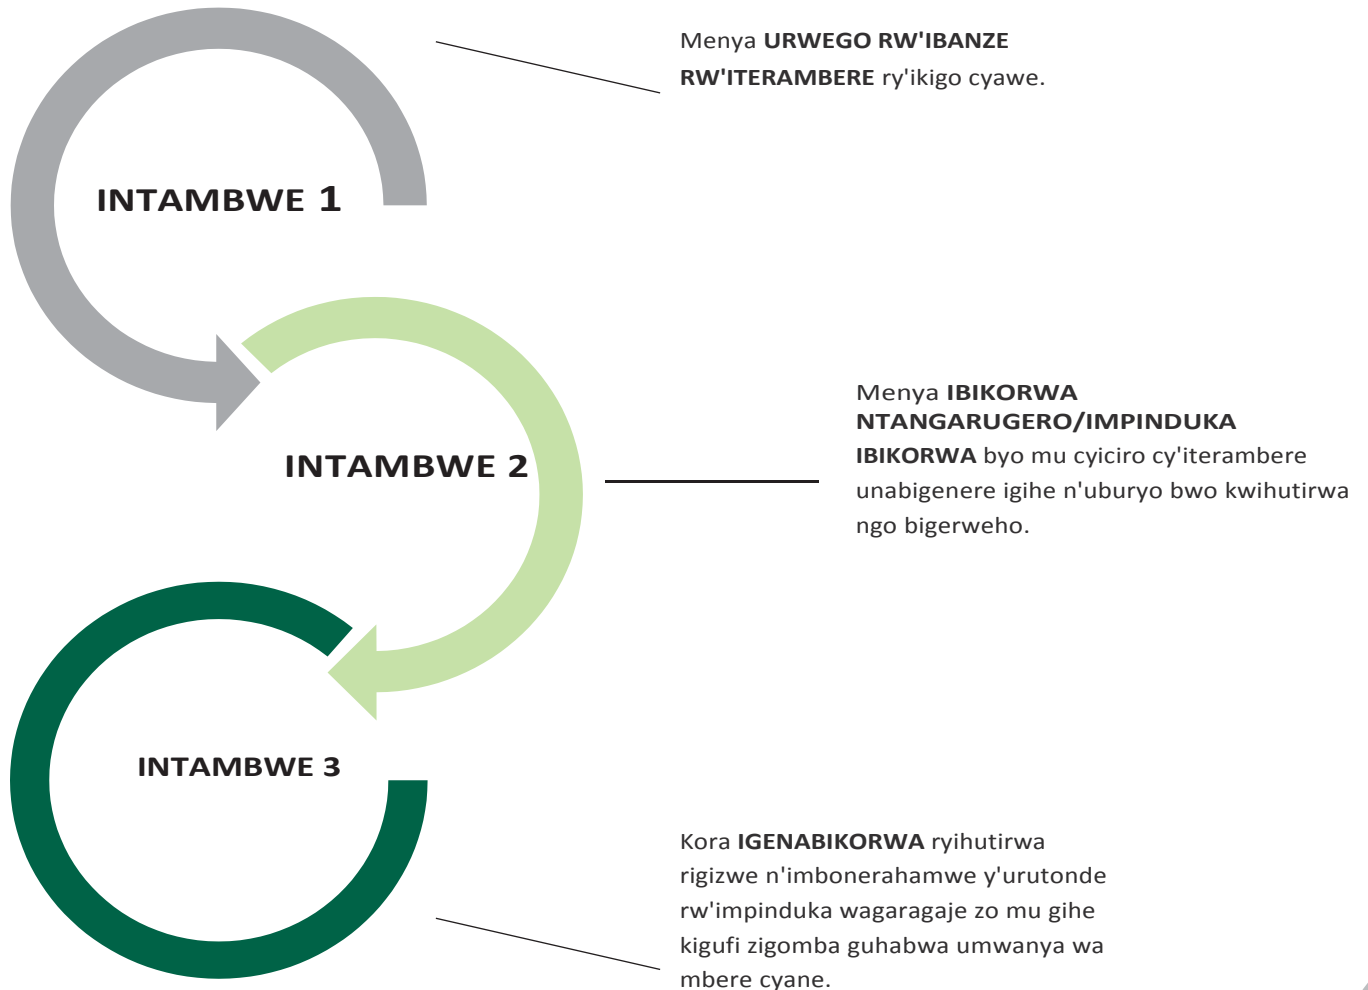 Menya URWEGO RW'IBANZE
RW'ITERAMBERE ry'ikigo cyawe.
INTAMBWE 1
INTAMBWE 2
Menya IBIKORWA
NTANGARUGERO/IMPINDUKA
IBIKORWA byo mu cyiciro cy'iterambere
unabigenere igihe n'uburyo bwo kwihutirwa
ngo bigerweho.
INTAMBWE 3
Kora IGENABIKORWA ryihutirwa
rigizwe n'imbonerahamwe y'urutonde
rw'impinduka wagaragaje zo mu gihe
kigufi zigomba guhabwa umwanya wa
mbere cyane.